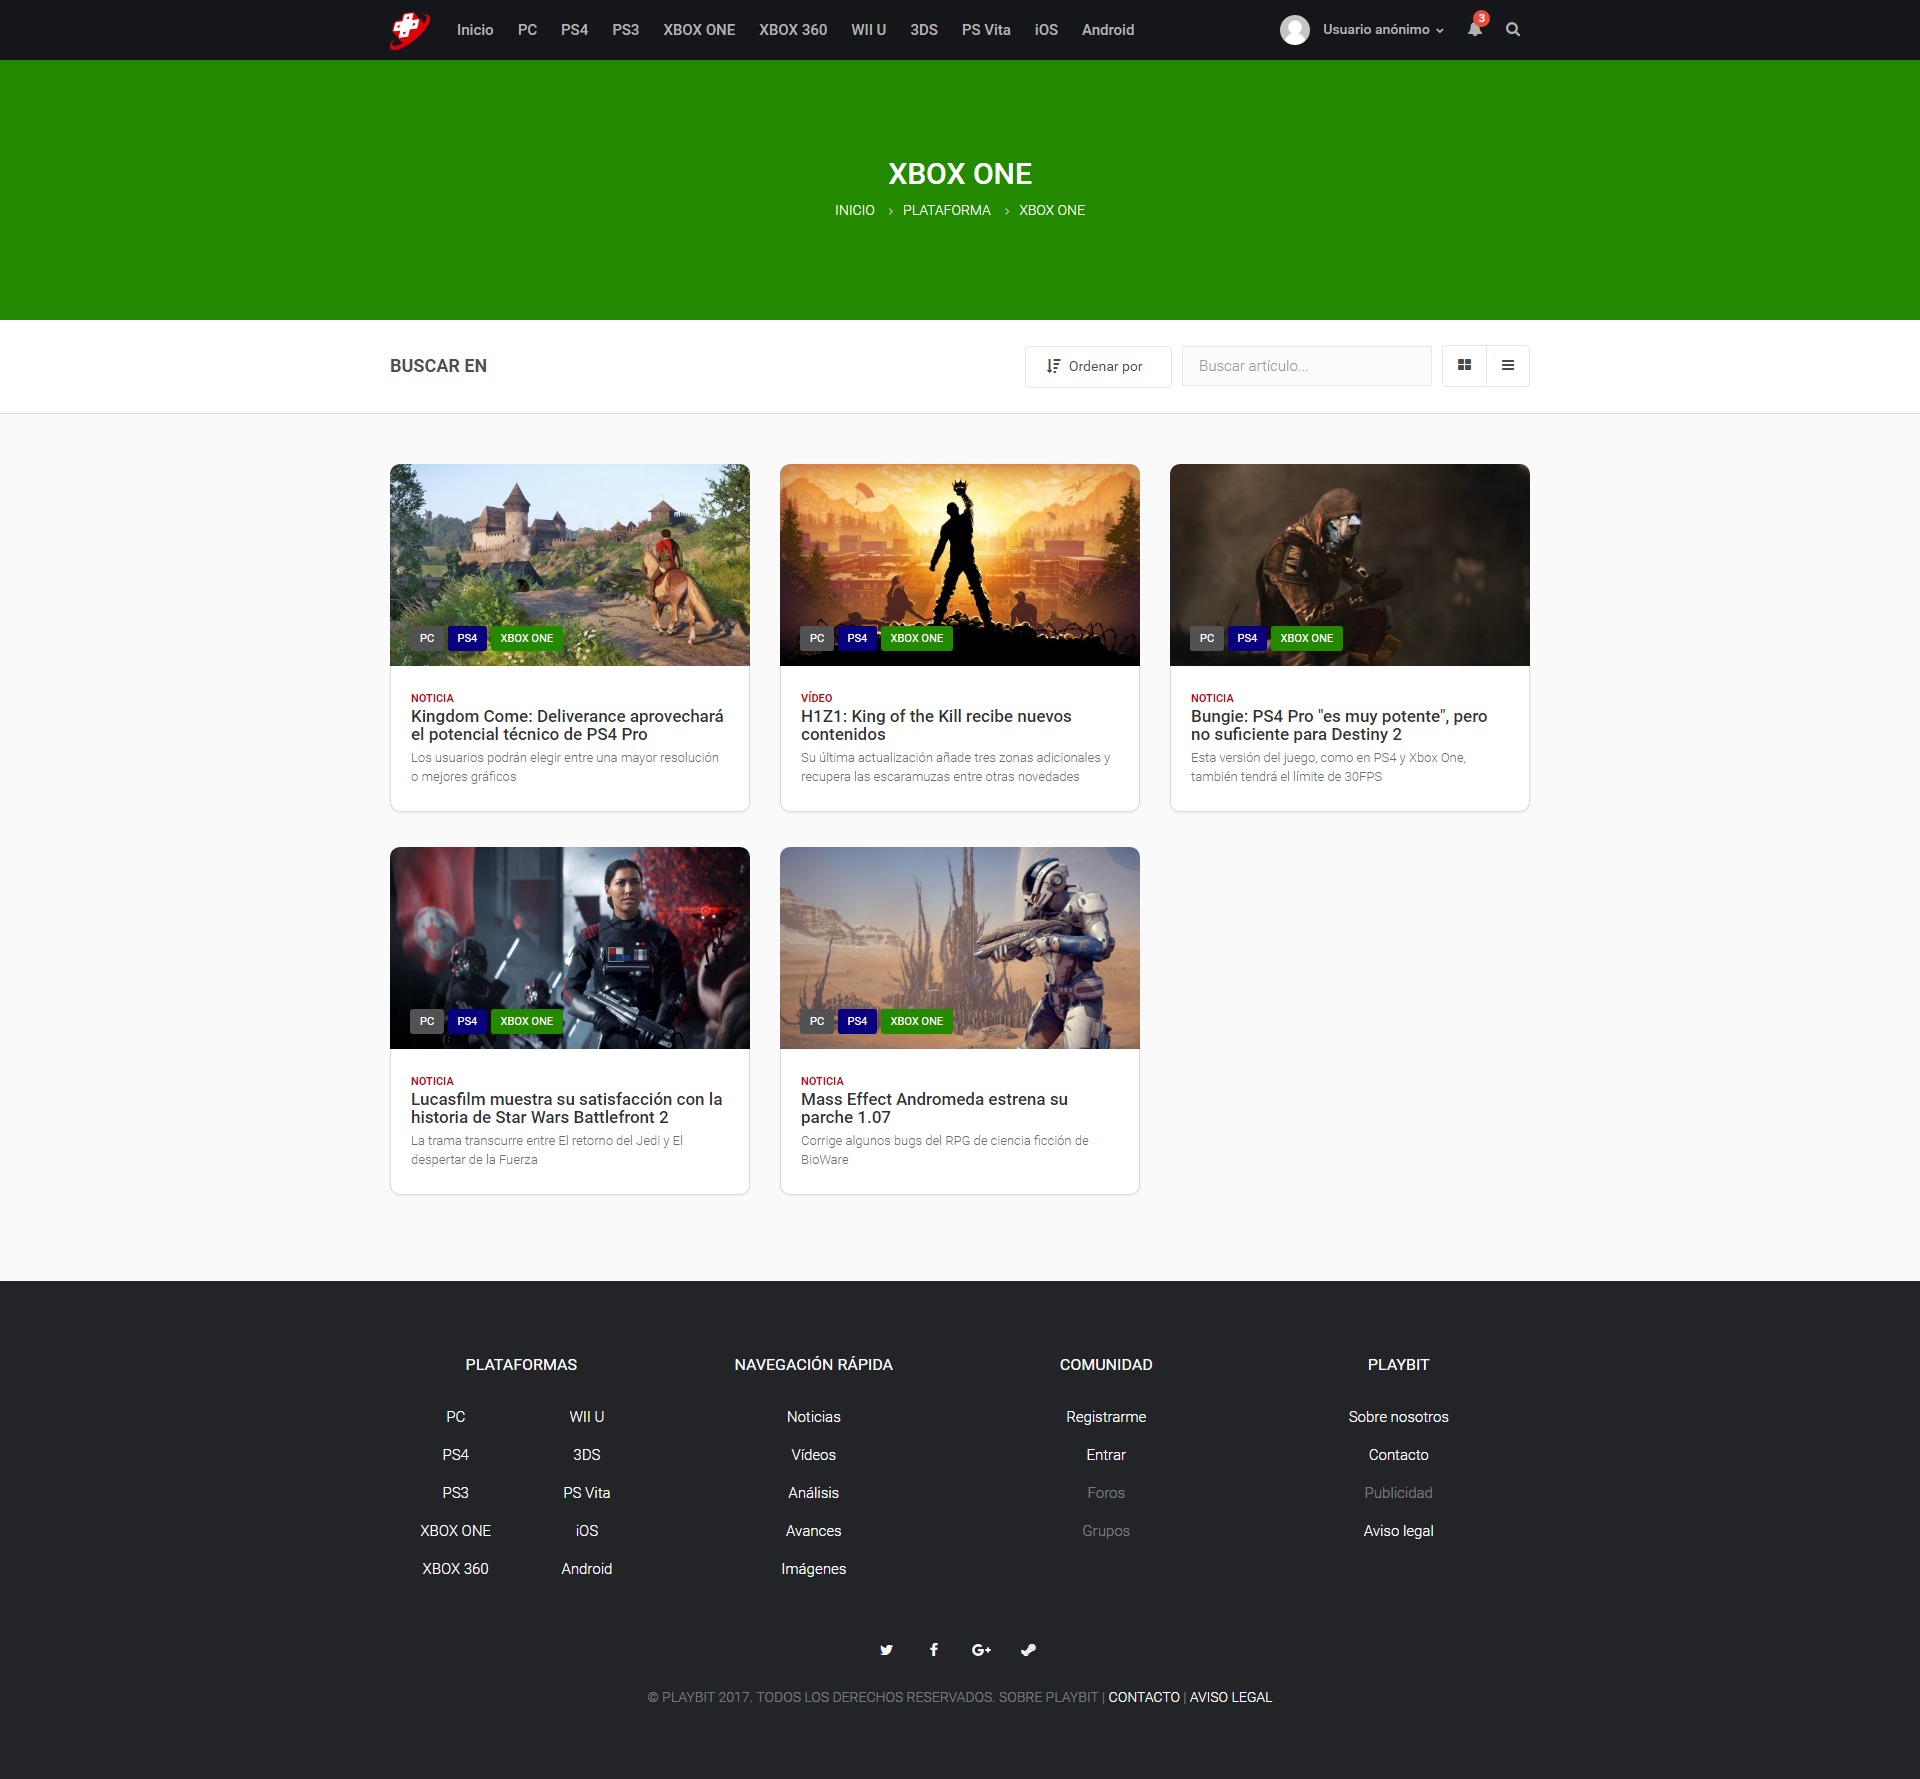 Inicio PC PS4 PS3 XBOX ONE XBOX 360 WII U 3DS PS Vita iOS Android Usuario anónimo 3
XBOX ONE
INICIO > PLATAFORMA > XBOX ONE
BUSCAR EN Ordenar por Buscar artículo...
PC PS4 XBOX ONE
NOTICIA
Kingdom Come: Deliverance aprovechará
el potencial técnico de PS4 Pro
Los usuarios podrán elegir entre una mayor resolución
o mejores gráficos
PC PS4 XBOX ONE
VÍDEO
H1Z1: King of the Kill recibe nuevos
contenidos
Su última actualización añade tres zonas adicionales y
recupera las escaramuzas entre otras novedades
PC PS4 XBOX ONE
NOTICIA
Bungie: PS4 Pro "es muy potente", pero
no suficiente para Destiny 2
Esta versión del juego, como en PS4 y Xbox One,
también tendrá el límite de 30FPS
PC PS4 XBOX ONE
NOTICIA
Lucasfilm muestra su satisfacción con la
historia de Star Wars Battlefront 2
La trama transcurre entre El retorno del Jedi y El
despertar de la Fuerza
PC PS4 XBOX ONE
NOTICIA
Mass Effect Andromeda estrena su
parche 1.07
Corrige algunos bugs del RPG de ciencia ficción de
BioWare
PLATAFORMAS
PC WII U
PS4 3DS
PS3 PS Vita
XBOX ONE iOS
XBOX 360 Android
NAVEGACIÓN RÁPIDA
Noticias
Vídeos
Análisis
Avances
Imágenes
COMUNIDAD
Registrarme
Entrar
Foros
Grupos
PLAYBIT
Sobre nosotros
Contacto
Publicidad
Aviso legal
© PLAYBIT 2017. TODOS LOS DERECHOS RESERVADOS. SOBRE PLAYBIT | CONTACTO | AVISO LEGAL